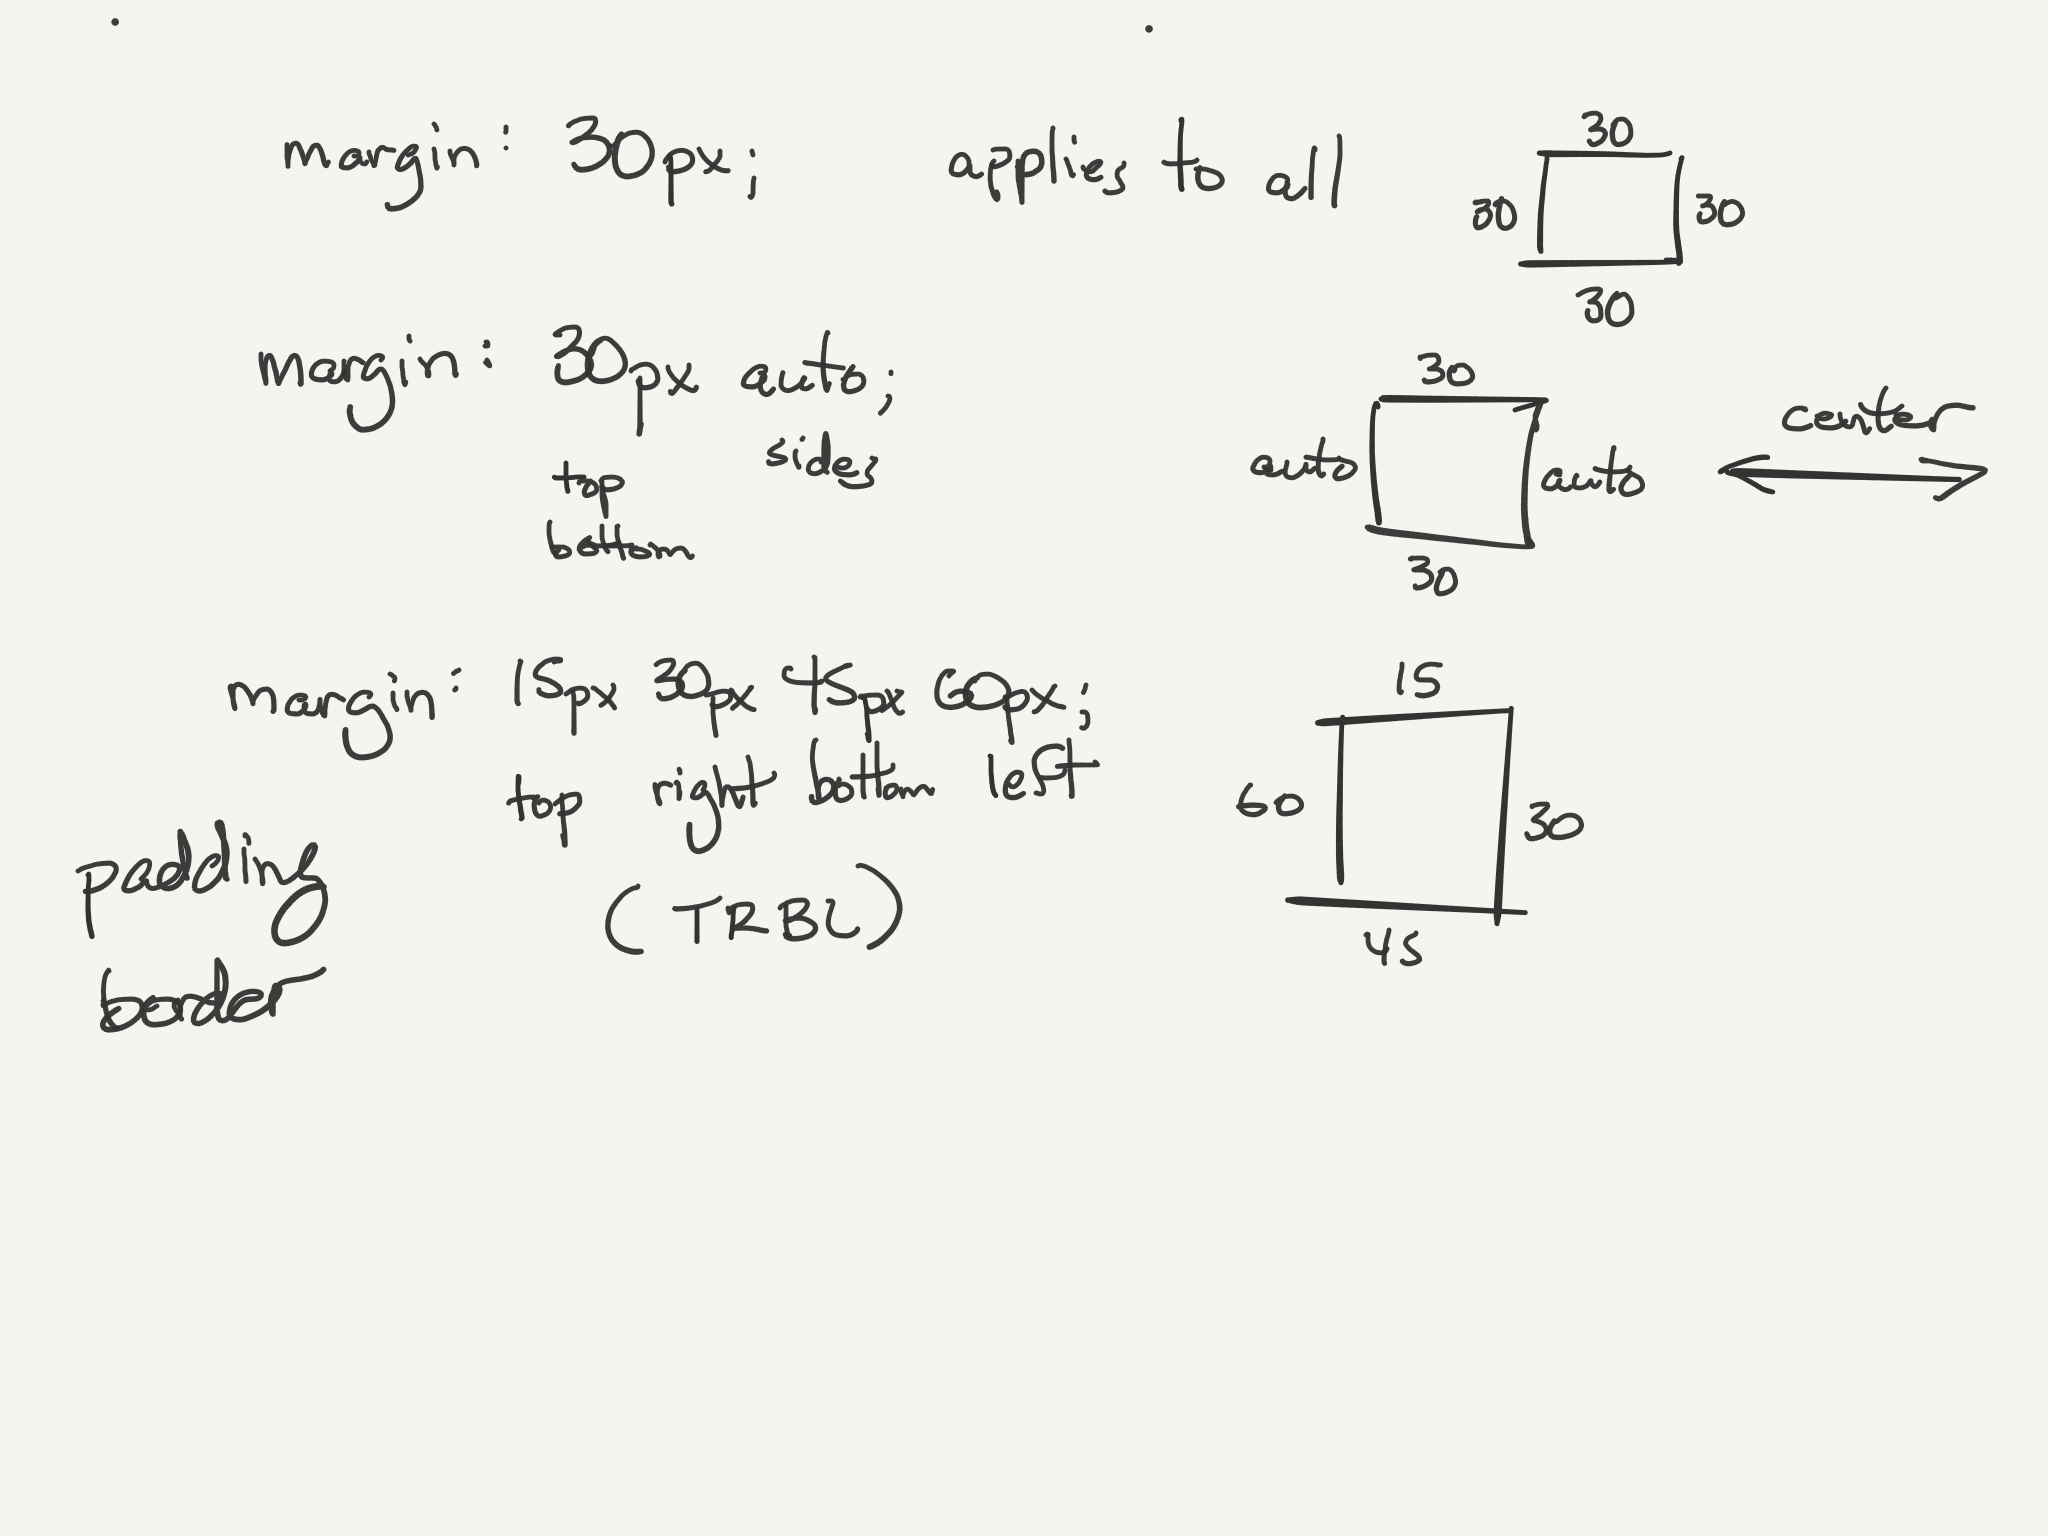 margin: 30px; applies to all
30
30 30
30
margin: 30px auto;
top sides
bottom
30
auto auto
30
center
margin: 15px 30px 45px 60px;
top right bottom left
(TRBL)
15
60 30
45
padding
border